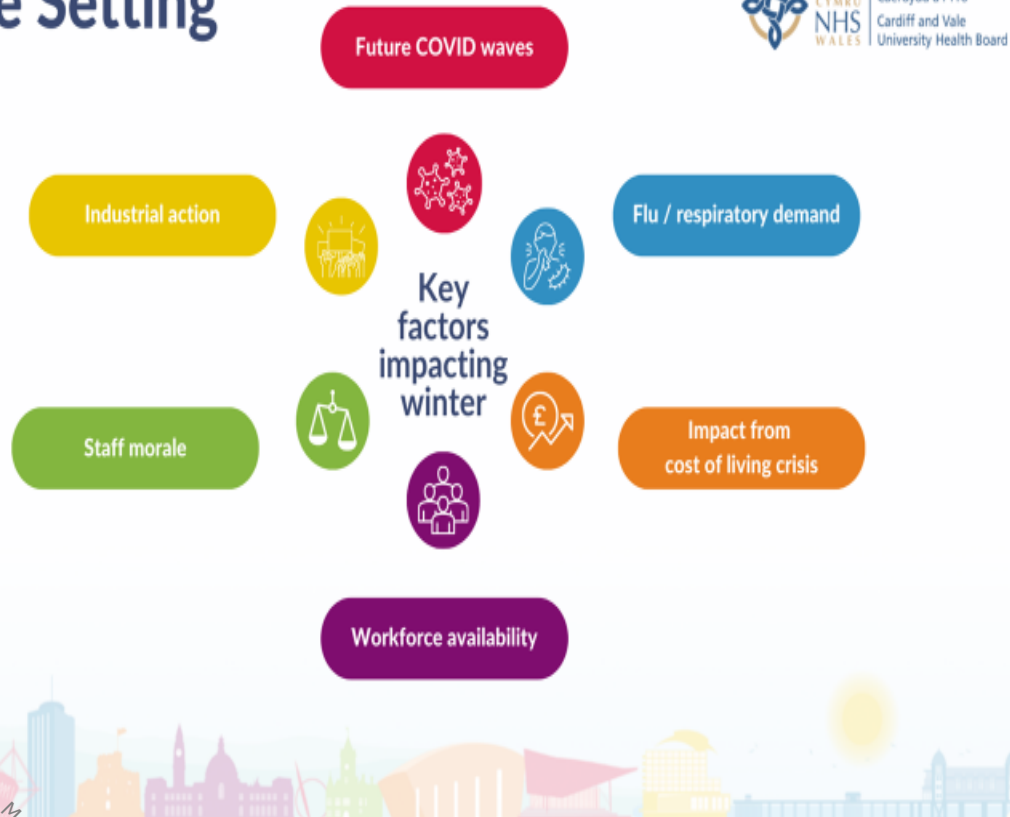 e Setting
CYMRU
NHS
WALES
Cardiff and Vale
University Health Board
Future COVID waves
Industrial action
Flu / respiratory demand
Key
factors
impacting
winter
£
Staff morale
Impact from
cost of living crisis
Workforce availability